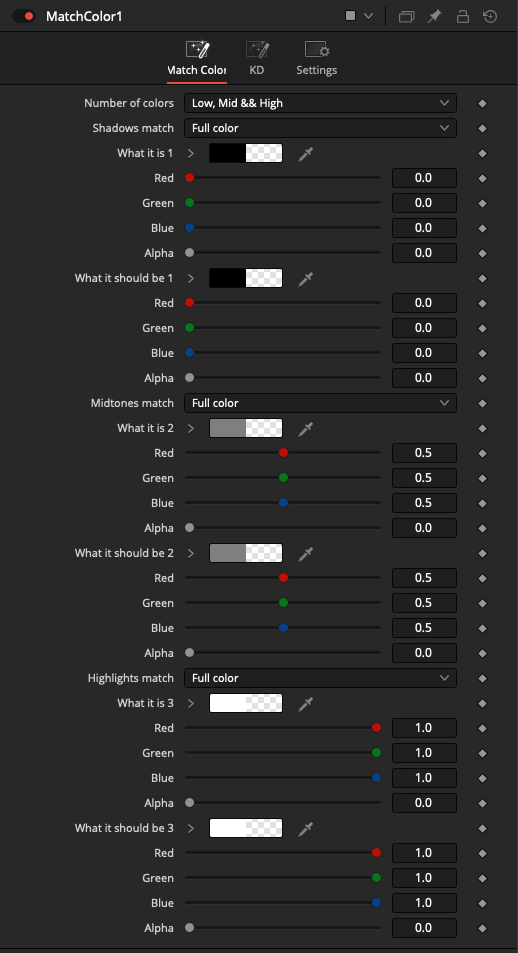 MatchColor1
Match Color KD Settings
Number of colors Low, Mid && High
Shadows match Full color
What it is 1
Red 0.0
Green 0.0
Blue 0.0
Alpha 0.0
What it should be 1
Red 0.0
Green 0.0
Blue 0.0
Alpha 0.0
Midtones match Full color
What it is 2
Red 0.5
Green 0.5
Blue 0.5
Alpha 0.0
What it should be 2
Red 0.5
Green 0.5
Blue 0.5
Alpha 0.0
Highlights match Full color
What it is 3
Red 1.0
Green 1.0
Blue 1.0
Alpha 0.0
What it should be 3
Red 1.0
Green 1.0
Blue 1.0
Alpha 0.0